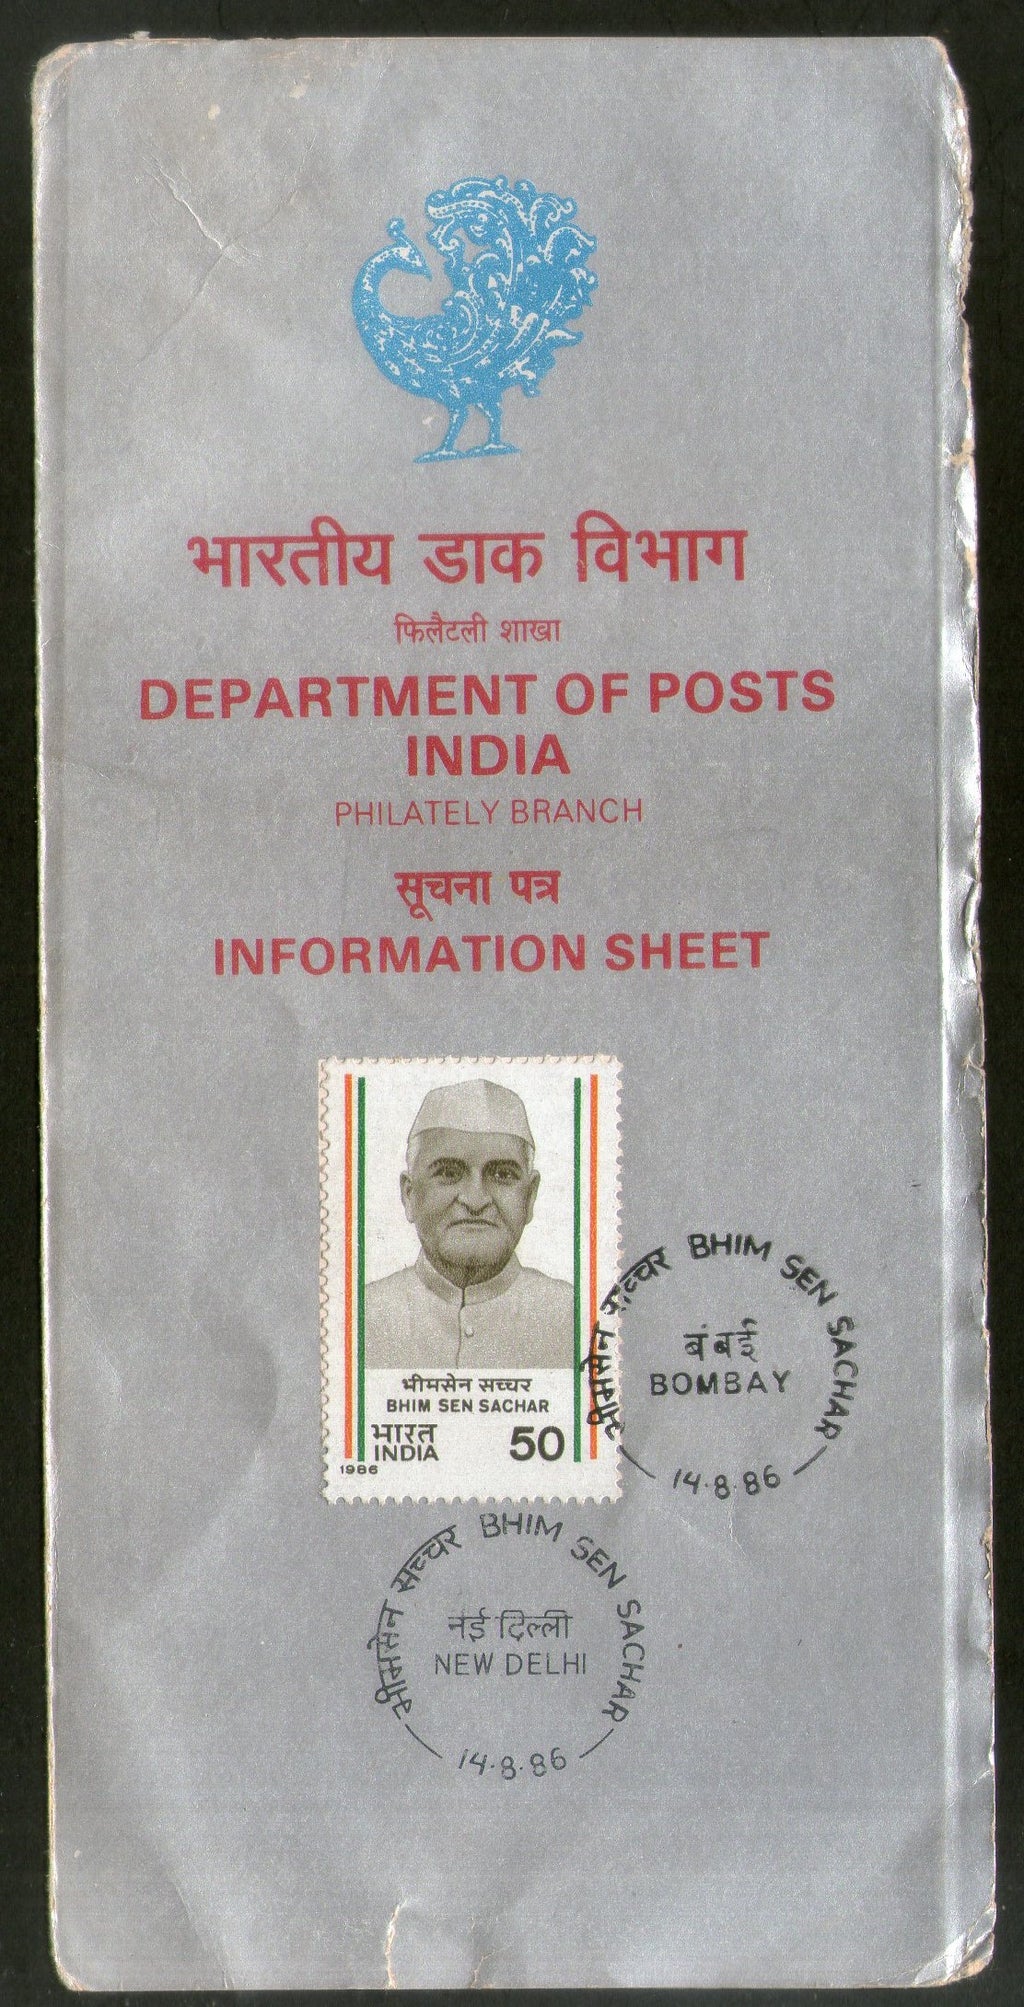 भारतीय डाक विभाग
फिलैटली शाखा
DEPARTMENT OF POSTS
INDIA
PHILATELY BRANCH
सूचना पत्र
INFORMATION SHEET
भीमसेन सच्चर
BHIM SEN SACHAR
भारत
INDIA
50
1986
भीमसेन सच्चर BHIM SEN SACHAR
बंबई
BOMBAY
14.8.86
भीमसेन सच्चर BHIM SEN SACHAR
नई दिल्ली
NEW DELHI
14.8.86